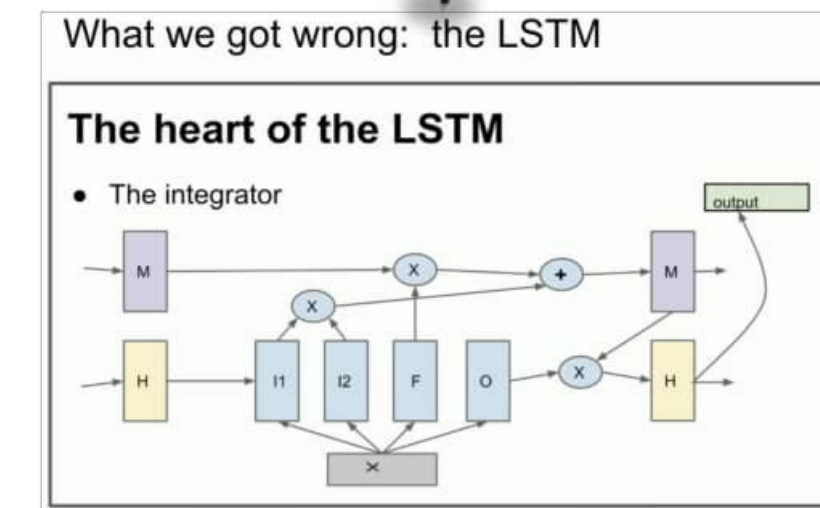 What we got wrong: the LSTM
The heart of the LSTM
● The integrator
output
M
X
+
M
X
H
I1
I2
F
O
X
H
X